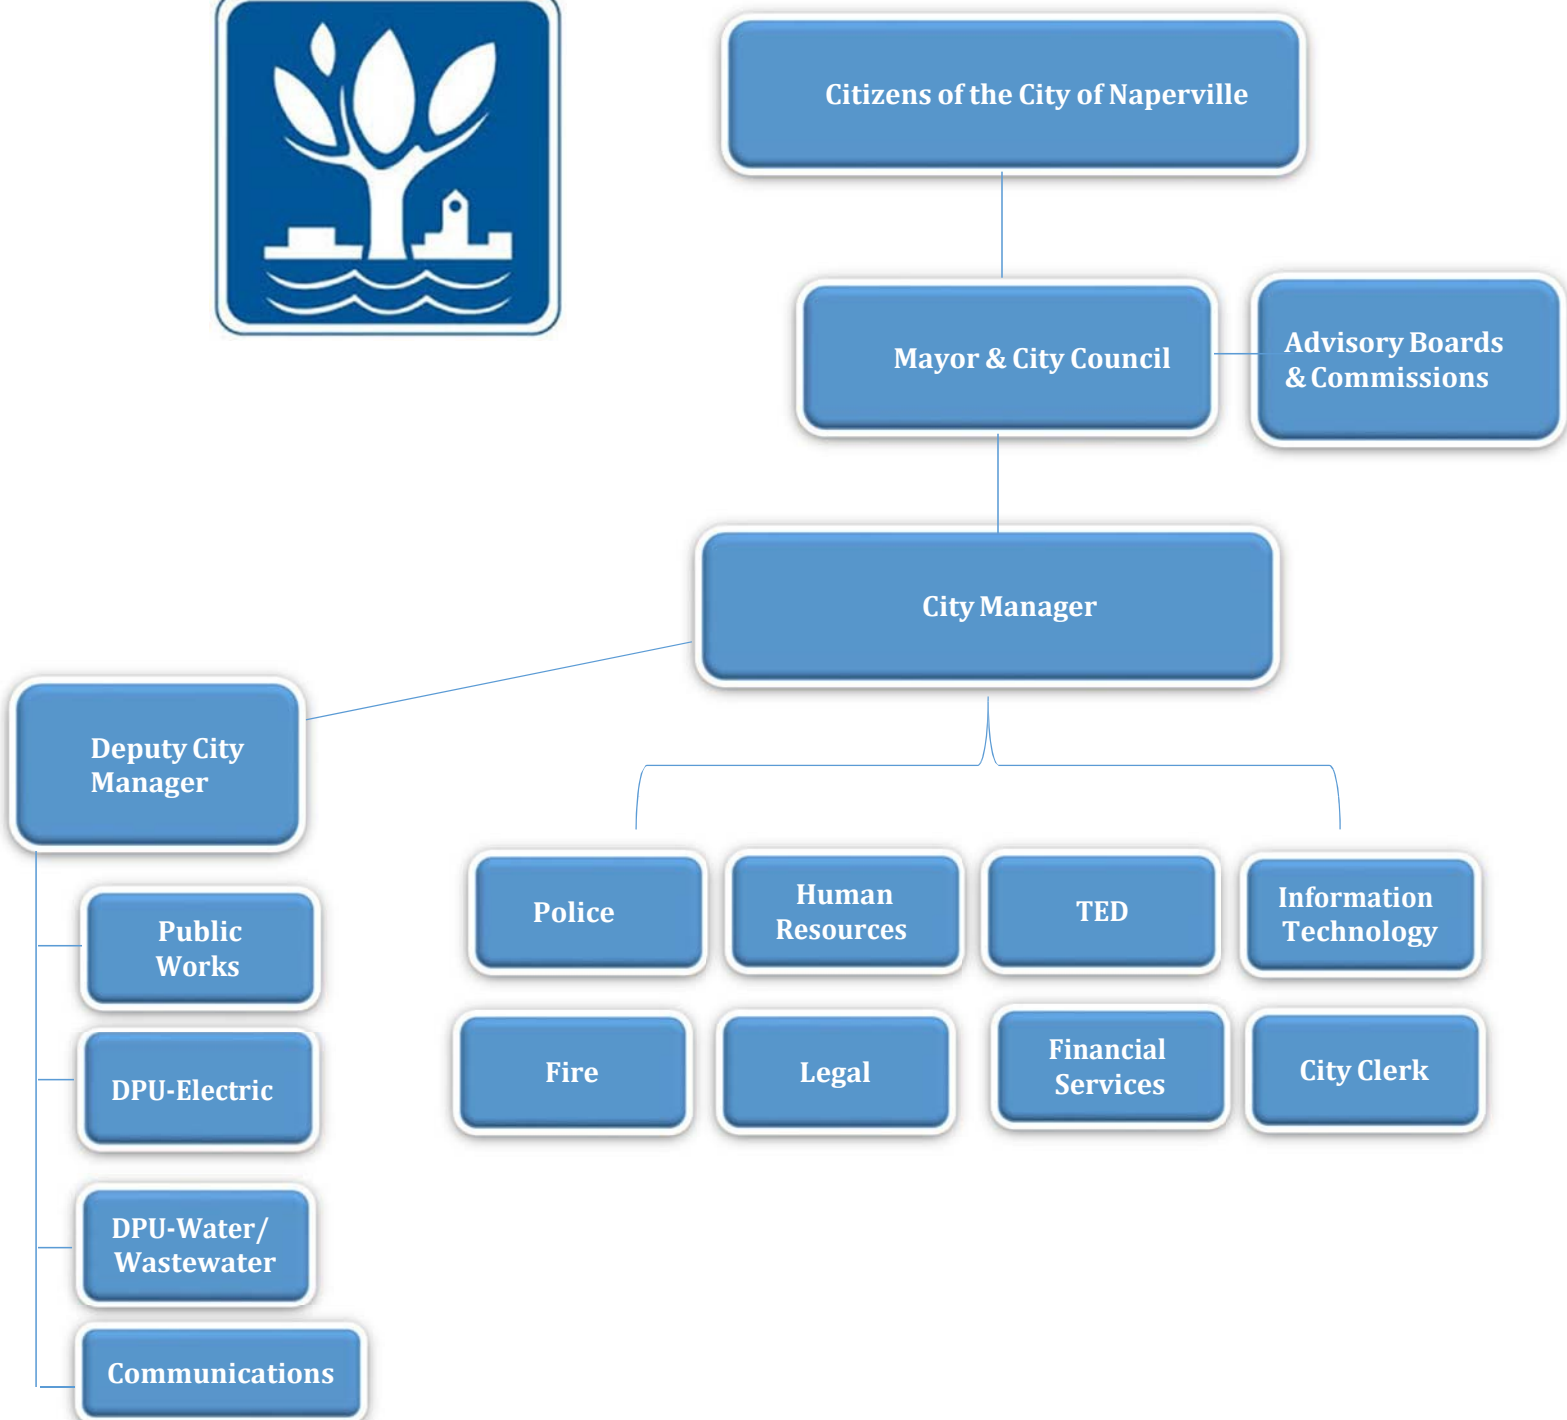 Citizens of the City of Naperville
Mayor & City Council
Advisory Boards
& Commissions
City Manager
Deputy City
Manager
Public
Works
DPU-Electric
DPU-Water/
Wastewater
Communications
Police
Human
Resources
TED
Information
Technology
Fire
Legal
Financial
Services
City Clerk